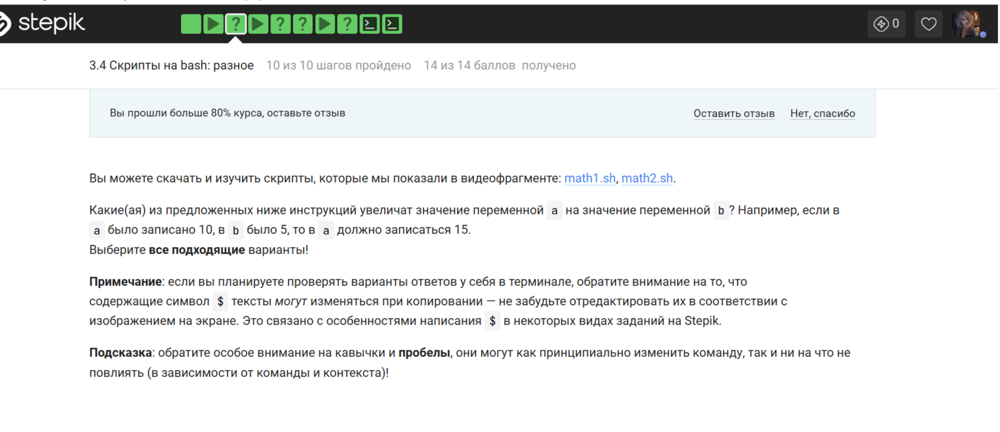 stepik
? ? ? ?
0
3.4 Скрипты на bash: разное 10 из 10 шагов пройдено 14 из 14 баллов получено
Вы прошли больше 80% курса, оставьте отзыв Оставить отзыв Нет, спасибо
Вы можете скачать и изучить скрипты, которые мы показали в видеофрагменте: math1.sh, math2.sh.
Какие(ая) из предложенных ниже инструкций увеличат значение переменной a на значение переменной b ? Например, если в
a было записано 10, в b было 5, то в a должно записаться 15.
Выберите все подходящие варианты!
Примечание: если вы планируете проверять варианты ответов у себя в терминале, обратите внимание на то, что
содержащие символ $ тексты могут изменяться при копировании — не забудьте отредактировать их в соответствии с
изображением на экране. Это связано с особенностями написания $ в некоторых видах заданий на Stepik.
Подсказка: обратите особое внимание на кавычки и пробелы, они могут как принципиально изменить команду, так и ни на что не
повлиять (в зависимости от команды и контекста)!